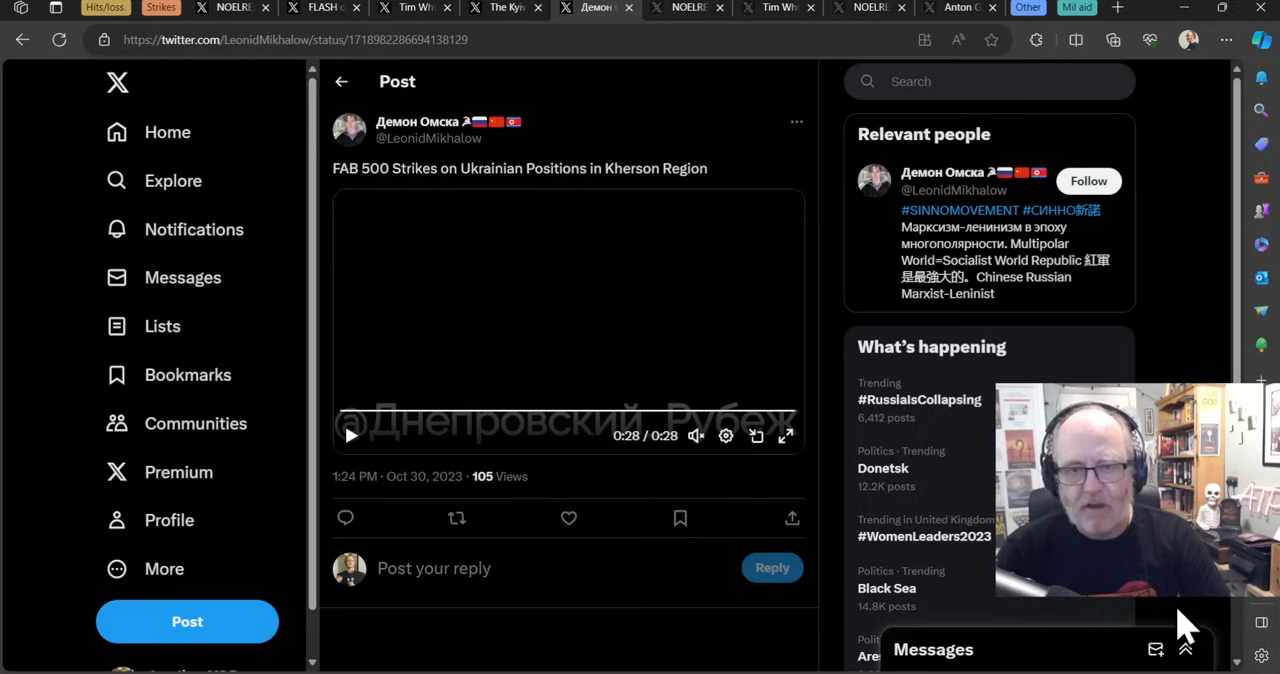 Hits/loss.
Strikes
NOELRE
FLASH o
Tim Wh
The Kyiv
Демон
NOELRE
Tim Wh
NOELRE
Anton G
Other
Mil aid
https://twitter.com/LeonidMikhalow/status/1718982286694138129
Post
Search
Home
Explore
Notifications
Messages
Lists
Bookmarks
Communities
Premium
Profile
More
Post
Демон Омска
@LeonidMikhalow
FAB 500 Strikes on Ukrainian Positions in Kherson Region
@Днепровский_Рубеж
0:28 / 0:28
1:24 PM · Oct 30, 2023 · 105 Views
Post your reply
Reply
Relevant people
Демон Омска
@LeonidMikhalow
Follow
#SINNOMOVEMENT #СИННО新諾
Марксизм-ленинизм в эпоху
многополярности. Multipolar
World=Socialist World Republic 紅軍
是最強大的。Chinese Russian
Marxist-Leninist
What's happening
Trending
#RussiaIsCollapsing
6,412 posts
Politics · Trending
Donetsk
12.2K posts
Trending in United Kingdom
#WomenLeaders2023
Politics · Trending
Black Sea
14.8K posts
Polit
Ares
Messages